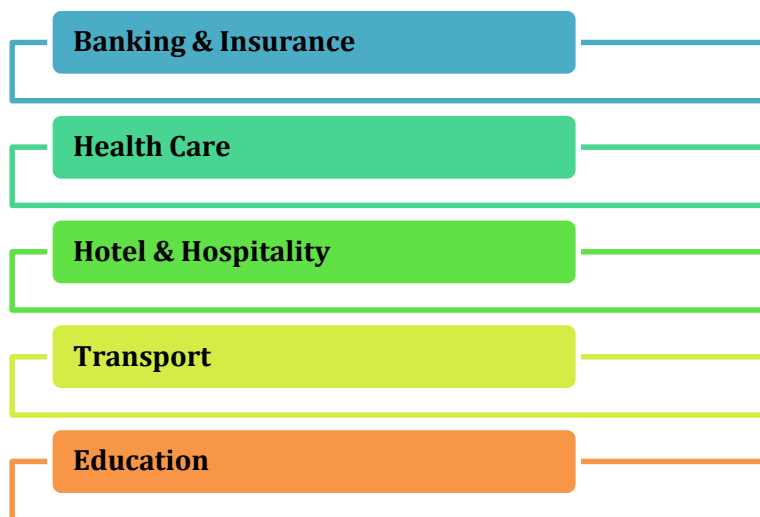 Banking & Insurance
Health Care
Hotel & Hospitality
Transport
Education